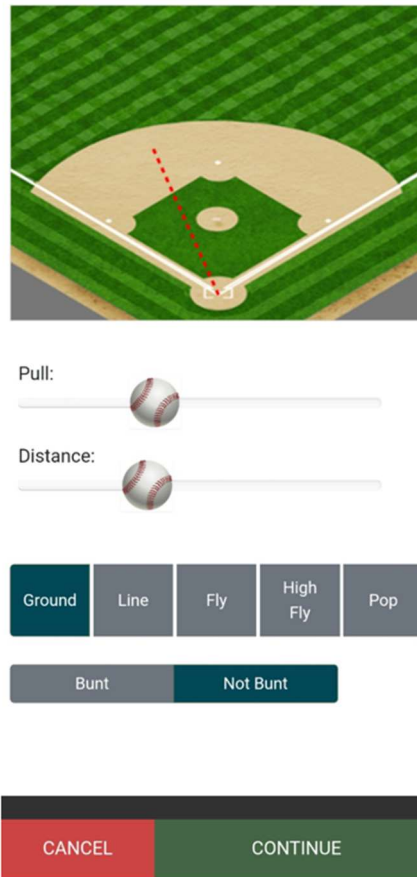 Pull:
Distance:
Ground
Line
Fly
High
Fly
Pop
Bunt
Not Bunt
CANCEL
CONTINUE